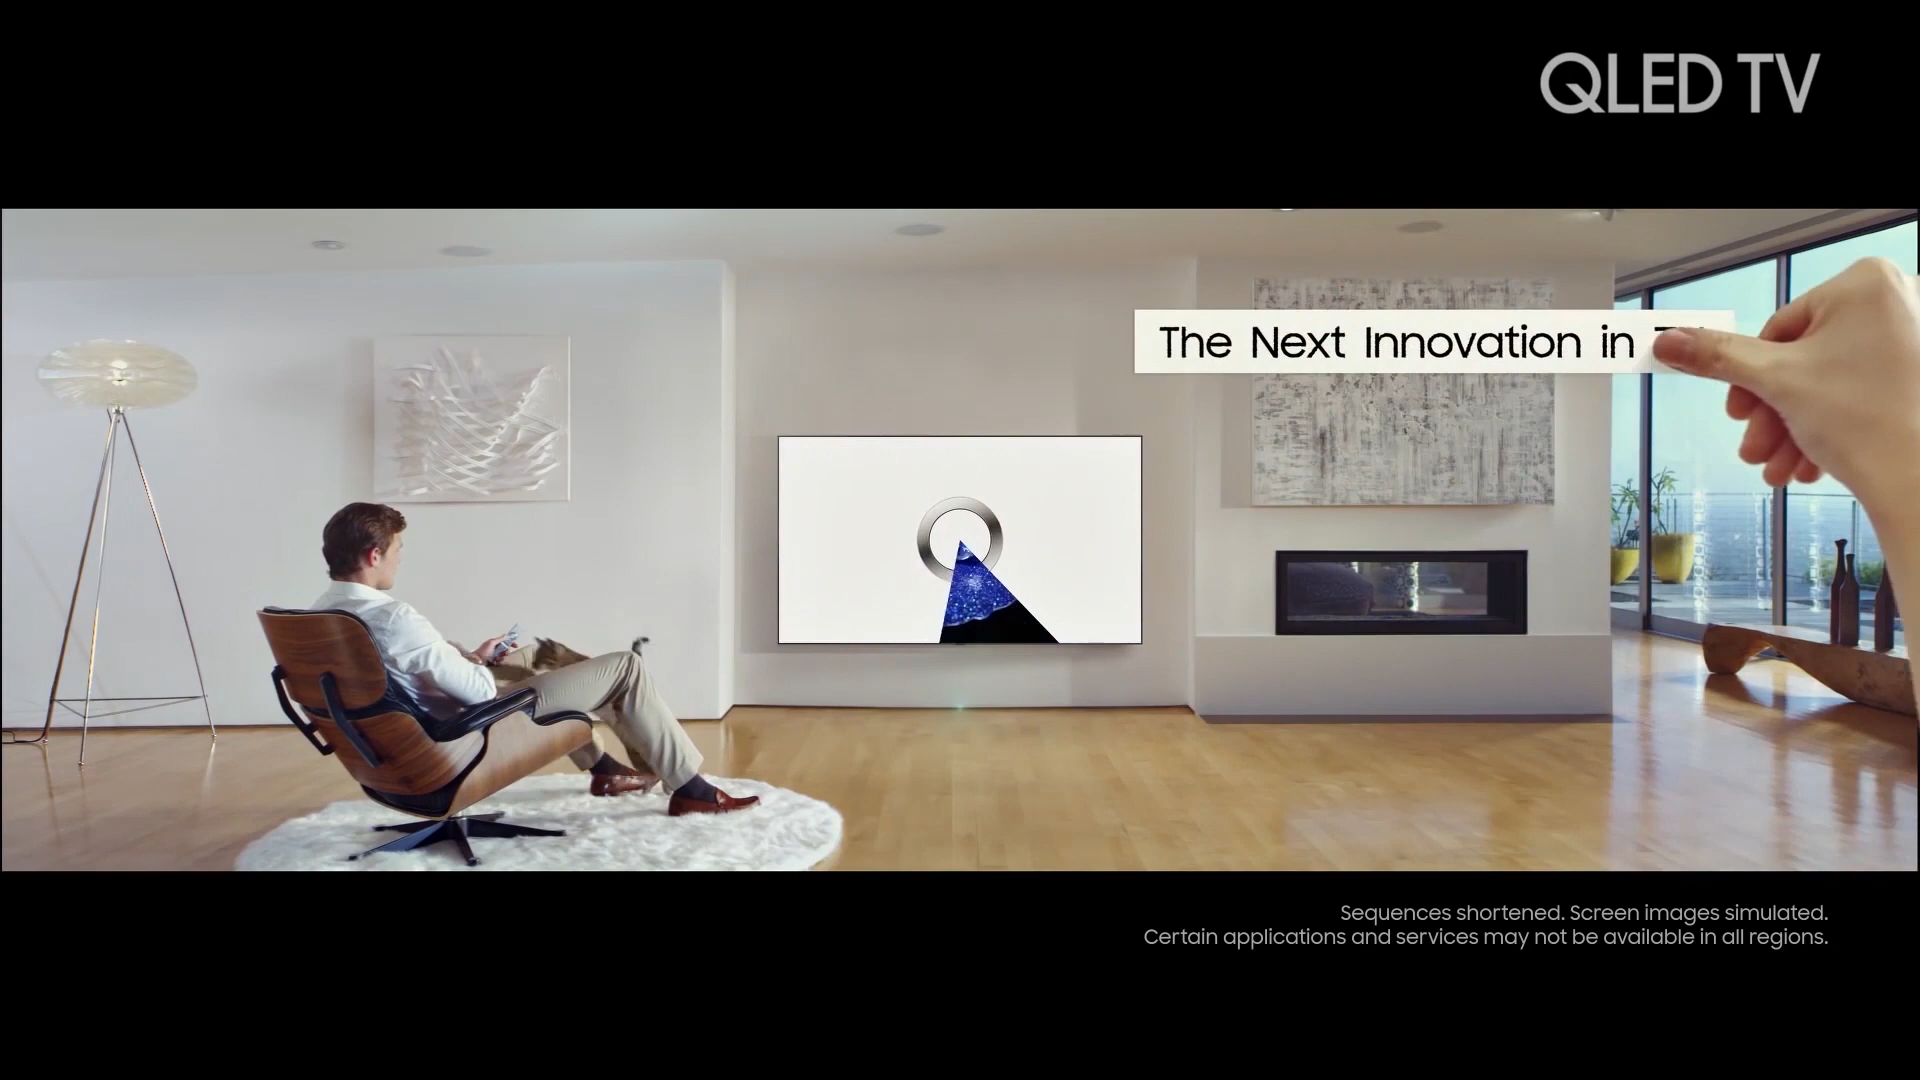 QLED TV
The Next Innovation in
Sequences shortened. Screen images simulated.
Certain applications and services may not be available in all regions.